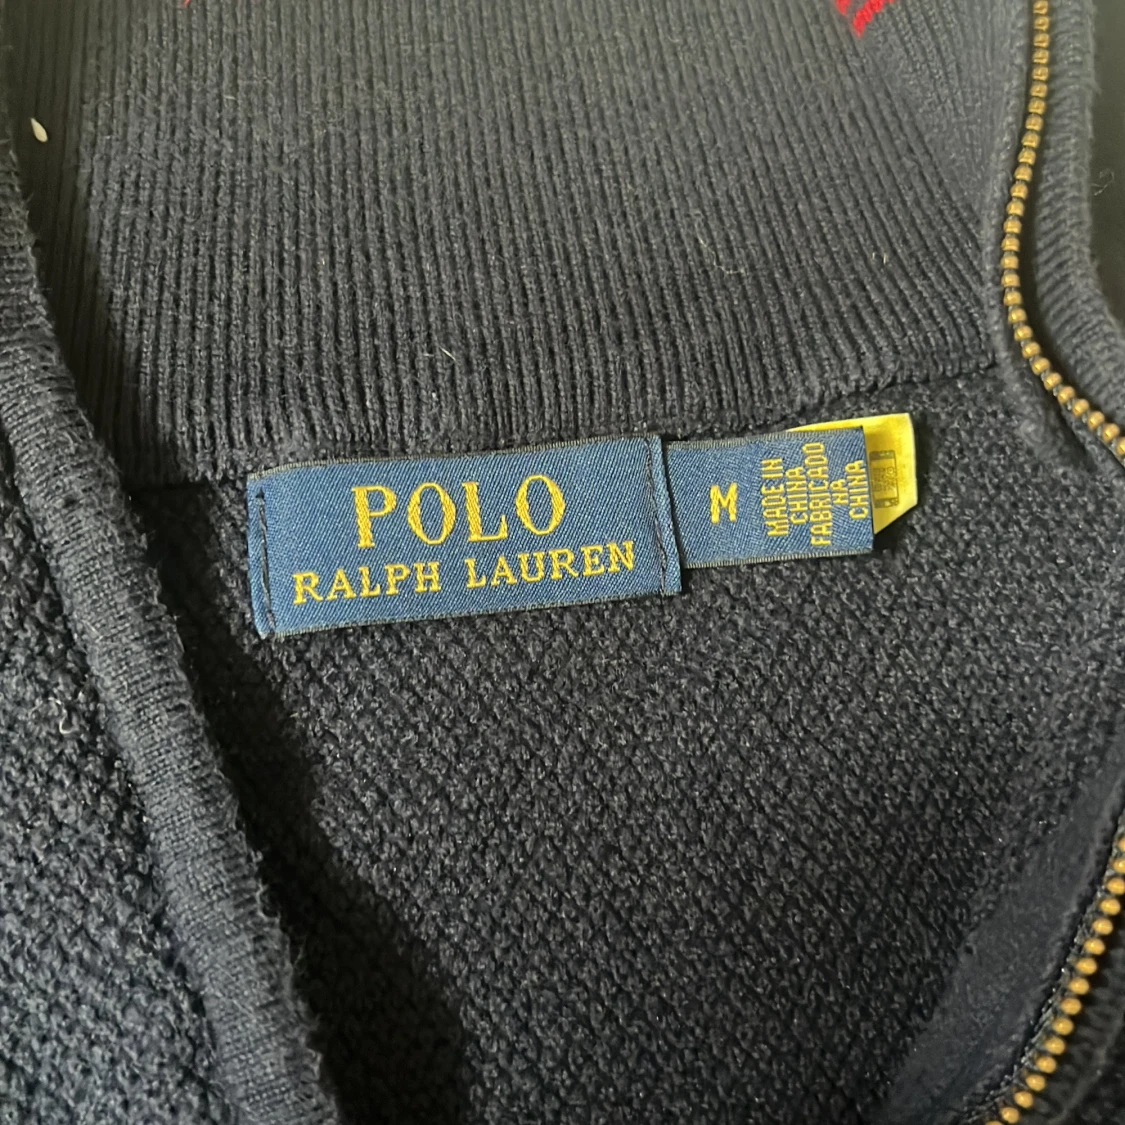 POLO
RALPH LAUREN
M
MADE IN
CHINA
FABRICADO
NA
CHINA